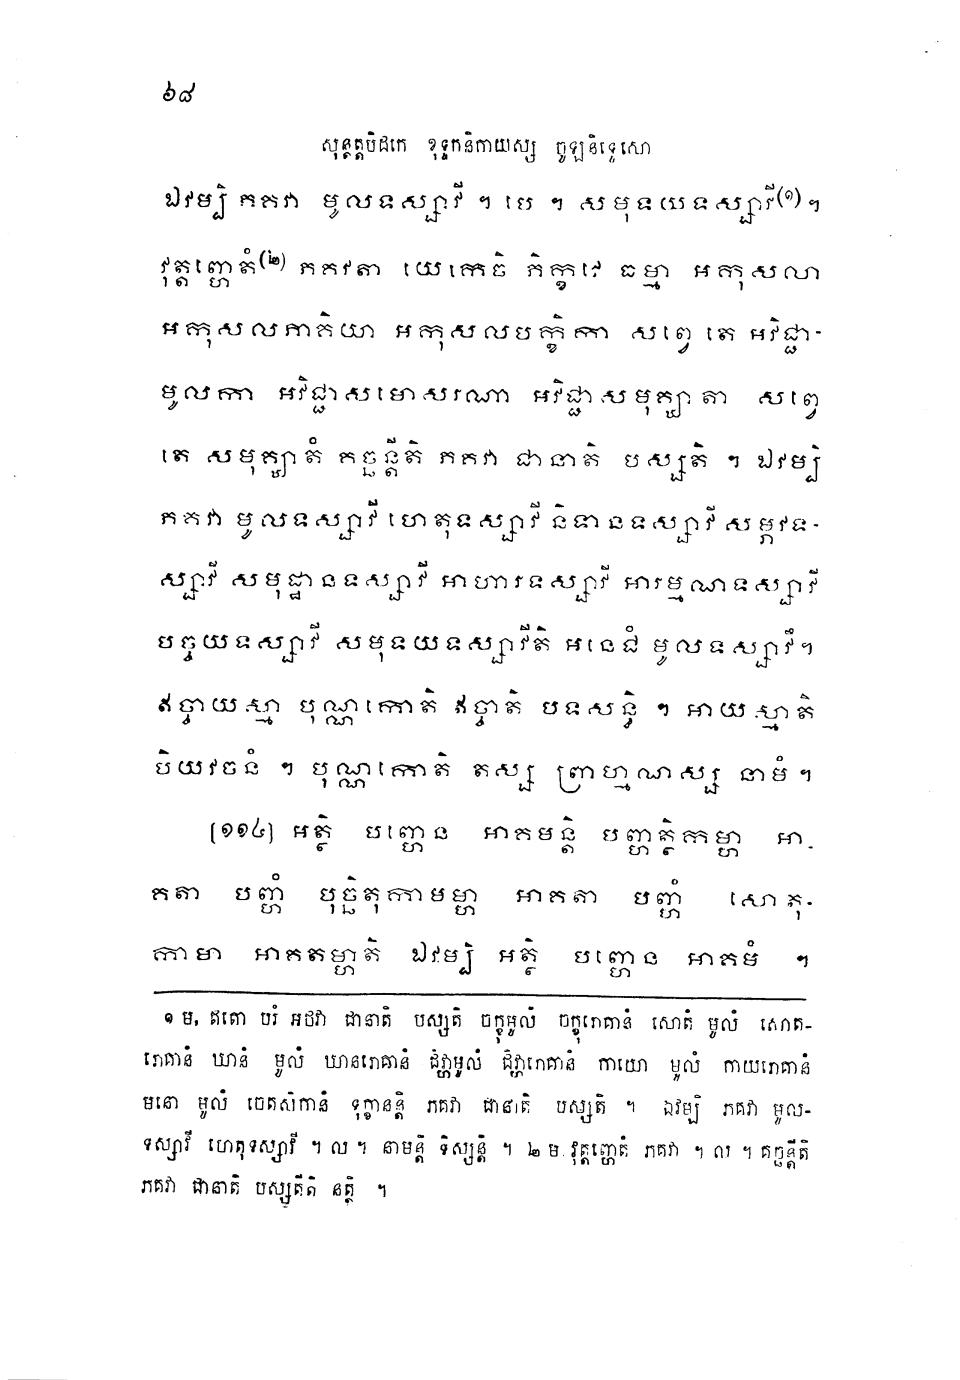 ៦៨
សុត្តន្តបិដកេ ខុទ្ទកនិកាយស្ស ចូឡនិទ្ទេសោ
ឯវម្បិ ភគវា មូលទស្សាវី ។ បេ ។ សមុទយទស្សាវី(១) ។
វុត្តញ្ហេតំ(២) ភគវតា យេកេចិ ភិក្ខវេ ធម្មា អកុសលា
អកុសលភាគិយា អកុសលបក្ខិកា សព្វេ តេ អវិជ្ជា-
មូលកា អវិជ្ជាសមោសរណា អវិជ្ជាសមុគ្ឃាតា សព្វេ
តេ សមុគ្ឃាតំ គច្ឆន្តីតិ ភគវា ជានាតិ បស្សតិ ។ ឯវម្បិ
ភគវា មូលទស្សាវី ហេតុទស្សាវី និទានទស្សាវី សម្ភវទ-
ស្សាវី សមុដ្ឋានទស្សាវី អាហារទស្សាវី អារម្មណទស្សាវី
បច្ចយទស្សាវី សមុទយទស្សាវីតិ អនេជំ មូលទស្សាវឹ។
ឥច្ចាយស្មា បុណ្ណកោតិ ឥច្ចាតិ បទសន្ធិ ។ អាយស្មាតិ
បិយវចនំ ។ បុណ្ណកោតិ តស្ស ព្រាហ្មណស្ស នាមំ ។
[១១៤] អត្ថិ បញ្ហេន អាគមន្តិ បញ្ហត្ថិកម្ហា អា-
គតា បញ្ហំ បុច្ឆិតុកាមម្ហា អាគតា បញ្ហំ សោតុ-
កាមា អាគតម្ហាតិ ឯវម្បិ អត្ថិ បញ្ហេន អាគមំ ។
១ ម. ឥតោ បរំ អថវា ជានាតិ បស្សតិ ចក្ខុមូលំ ចក្ខុរោគានំ សោតំ មូលំ សោត-
រោគានំ ឃានំ មូលំ ឃានរោគានំ ជិវ្ហាមូលំ ជិវ្ហារោគានំ កាយោ មូលំ កាយរោគានំ
មនោ មូលំ ចេតសិកានំ ទុក្ខានន្តិ ភគវា ជានាតិ បស្សតិ ។ ឯវម្បិ ភគវា មូល-
ទស្សាវី ហេតុទស្សាវី ។ ល ។ នាមន្តិ ទិស្សន្តិ ។ ២ ម. វុត្តញ្ហេតំ ភគវា ។ ល ។ គច្ឆន្តីតិ
ភគវា ជានាតិ បស្សតីតិ នត្ថិ ។